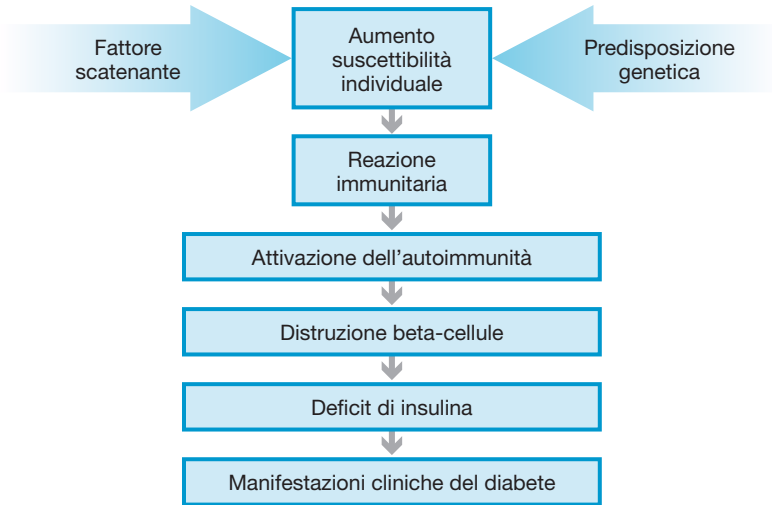 Fattore
scatenante
Aumento
suscettibilità
individuale
Predisposizione
genetica
Reazione
immunitaria
Attivazione dell'autoimmunità
Distruzione beta-cellule
Deficit di insulina
Manifestazioni cliniche del diabete